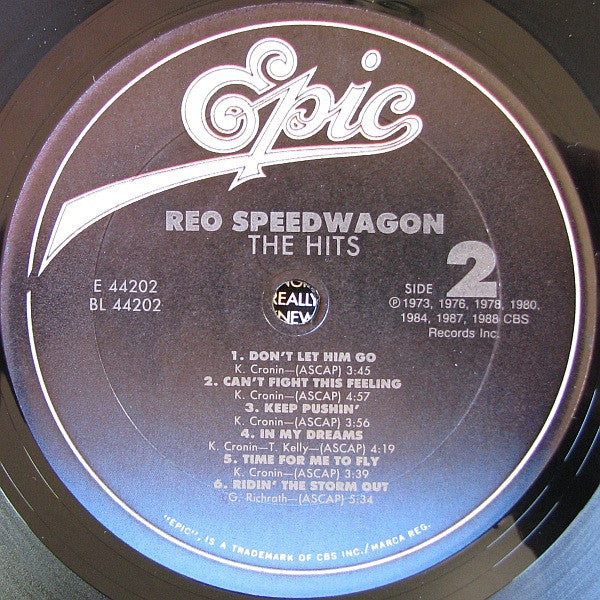 Epic
REO SPEEDWAGON
THE HITS
E 44202
BL 44202
SIDE 2
℗1973, 1976, 1978, 1980,
1984, 1987, 1988 CBS
Records Inc.
EALLY
NEW
1. DON'T LET HIM GO
K. Cronin—(ASCAP) 3:45
2. CAN'T FIGHT THIS FEELING
K. Cronin—(ASCAP) 4:57
3. KEEP PUSHIN'
K. Cronin—(ASCAP) 3:56
4. IN MY DREAMS
K. Cronin—T. Kelly—(ASCAP) 4:19
5. TIME FOR ME TO FLY
K. Cronin—(ASCAP) 3:39
6. RIDIN' THE STORM OUT
G. Richrath—(ASCAP) 5:34
"EPIC", IS A TRADEMARK OF CBS INC./MARCA REG.